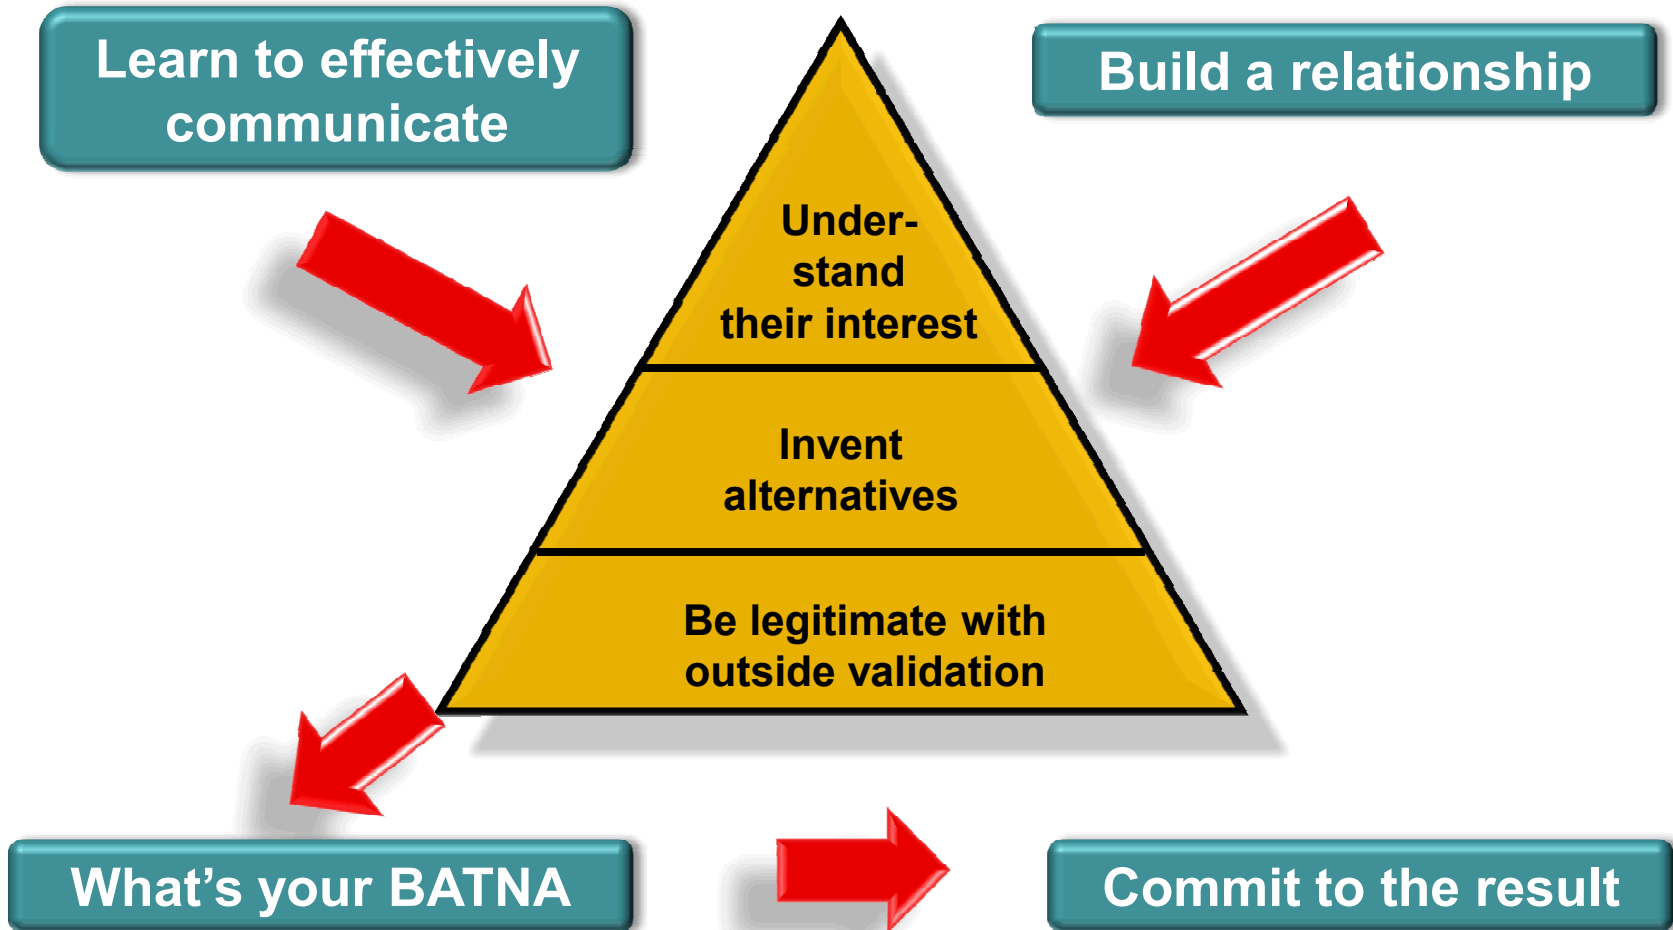 Learn to effectively
communicate
Build a relationship
Under-
stand
their interest
Invent
alternatives
Be legitimate with
outside validation
What’s your BATNA
Commit to the result